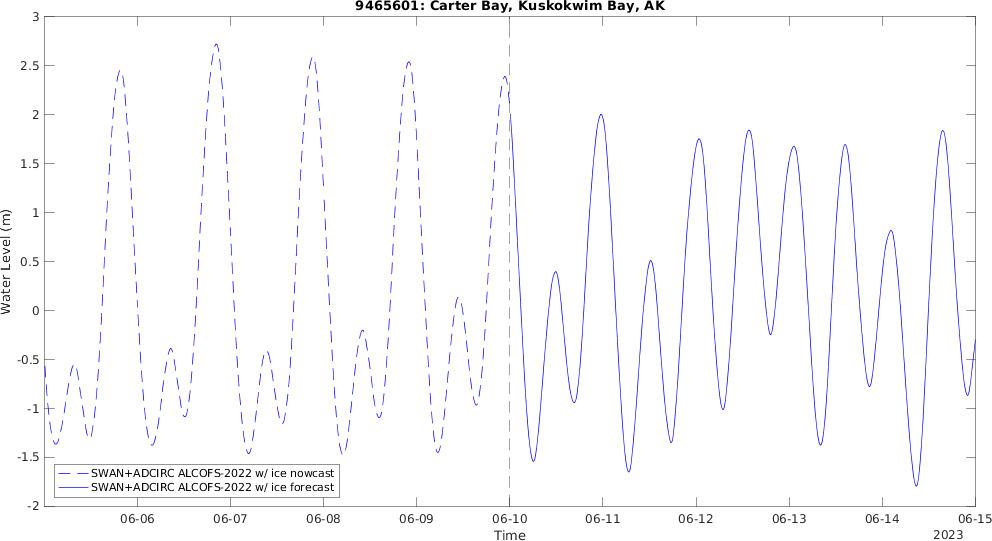 9465601: Carter Bay, Kuskokwim Bay, AK
3
2.5
2
1.5
1
0.5
0
-0.5
-1
-1.5
-2
Water Level (m)
SWAN+ADCIRC ALCOFS-2022 w/ ice nowcast
SWAN+ADCIRC ALCOFS-2022 w/ ice forecast
06-06 06-07 06-08 06-09 06-10 06-11 06-12 06-13 06-14 06-15
Time
2023